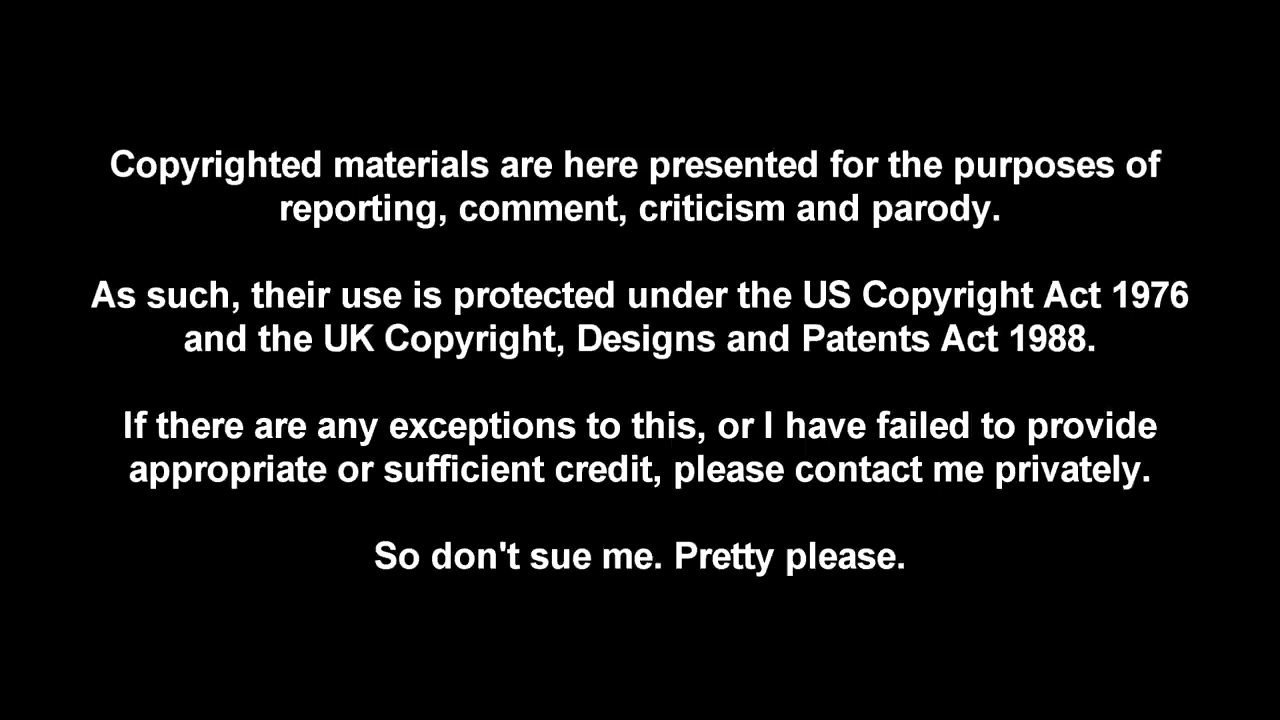 Copyrighted materials are here presented for the purposes of
reporting, comment, criticism and parody.
As such, their use is protected under the US Copyright Act 1976
and the UK Copyright, Designs and Patents Act 1988.
If there are any exceptions to this, or I have failed to provide
appropriate or sufficient credit, please contact me privately.
So don't sue me. Pretty please.